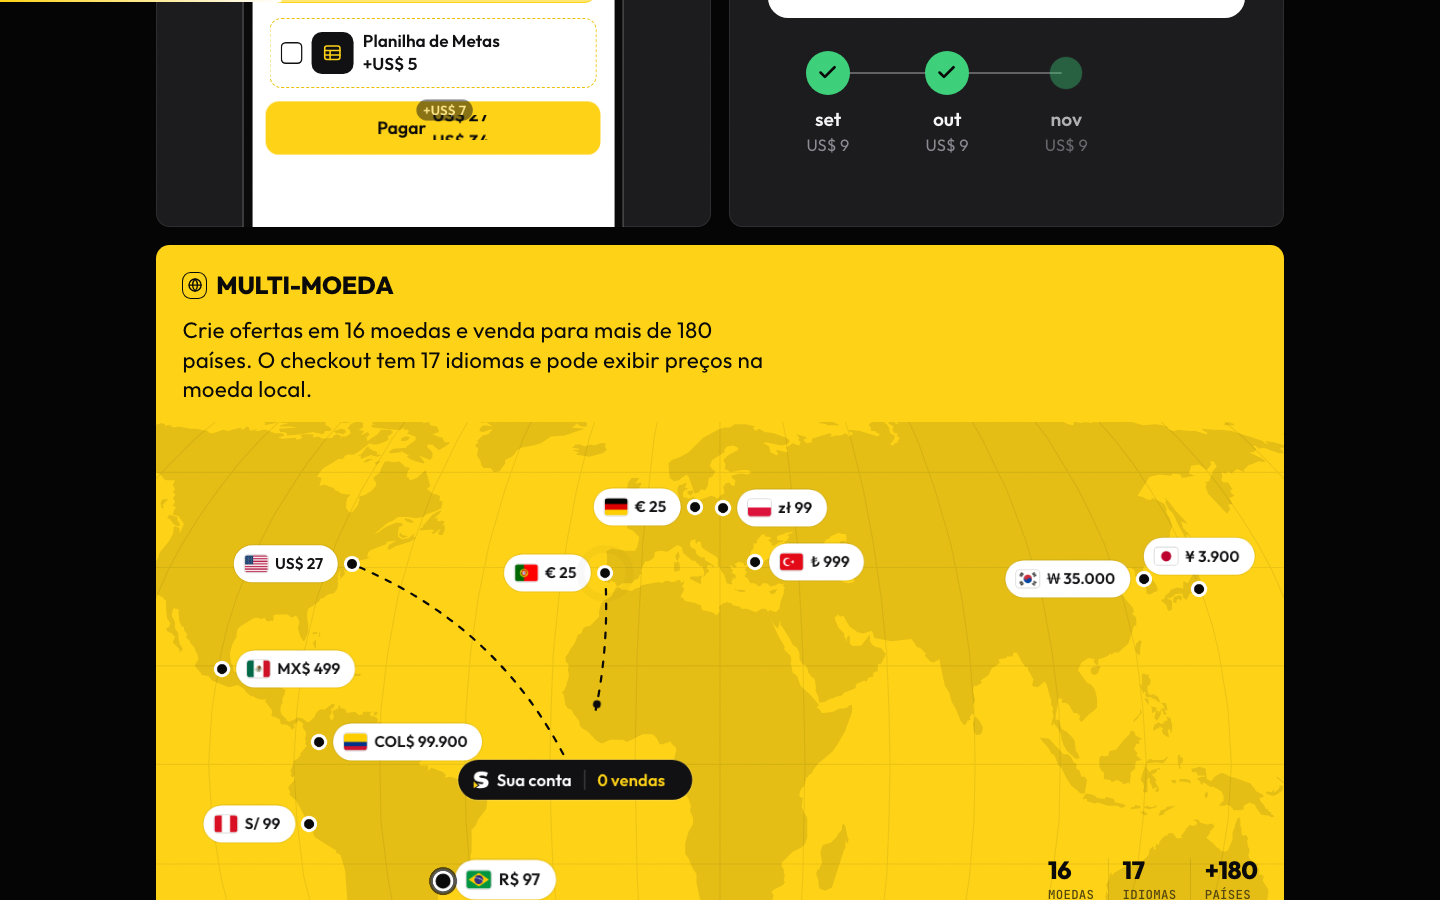 Planilha de Metas
+US$ 5
+US$ 7
Pagar
set
out
nov
US$ 9
US$ 9
US$ 9
MULTI-MOEDA
Crie ofertas em 16 moedas e venda para mais de 180
países. O checkout tem 17 idiomas e pode exibir preços na
moeda local.
€ 25
zł 99
US$ 27
€ 25
₺ 999
₩ 35.000
¥ 3.900
MX$ 499
COL$ 99.900
Sua conta
0 vendas
S/ 99
R$ 97
16
MOEDAS
17
IDIOMAS
+180
PAÍSES